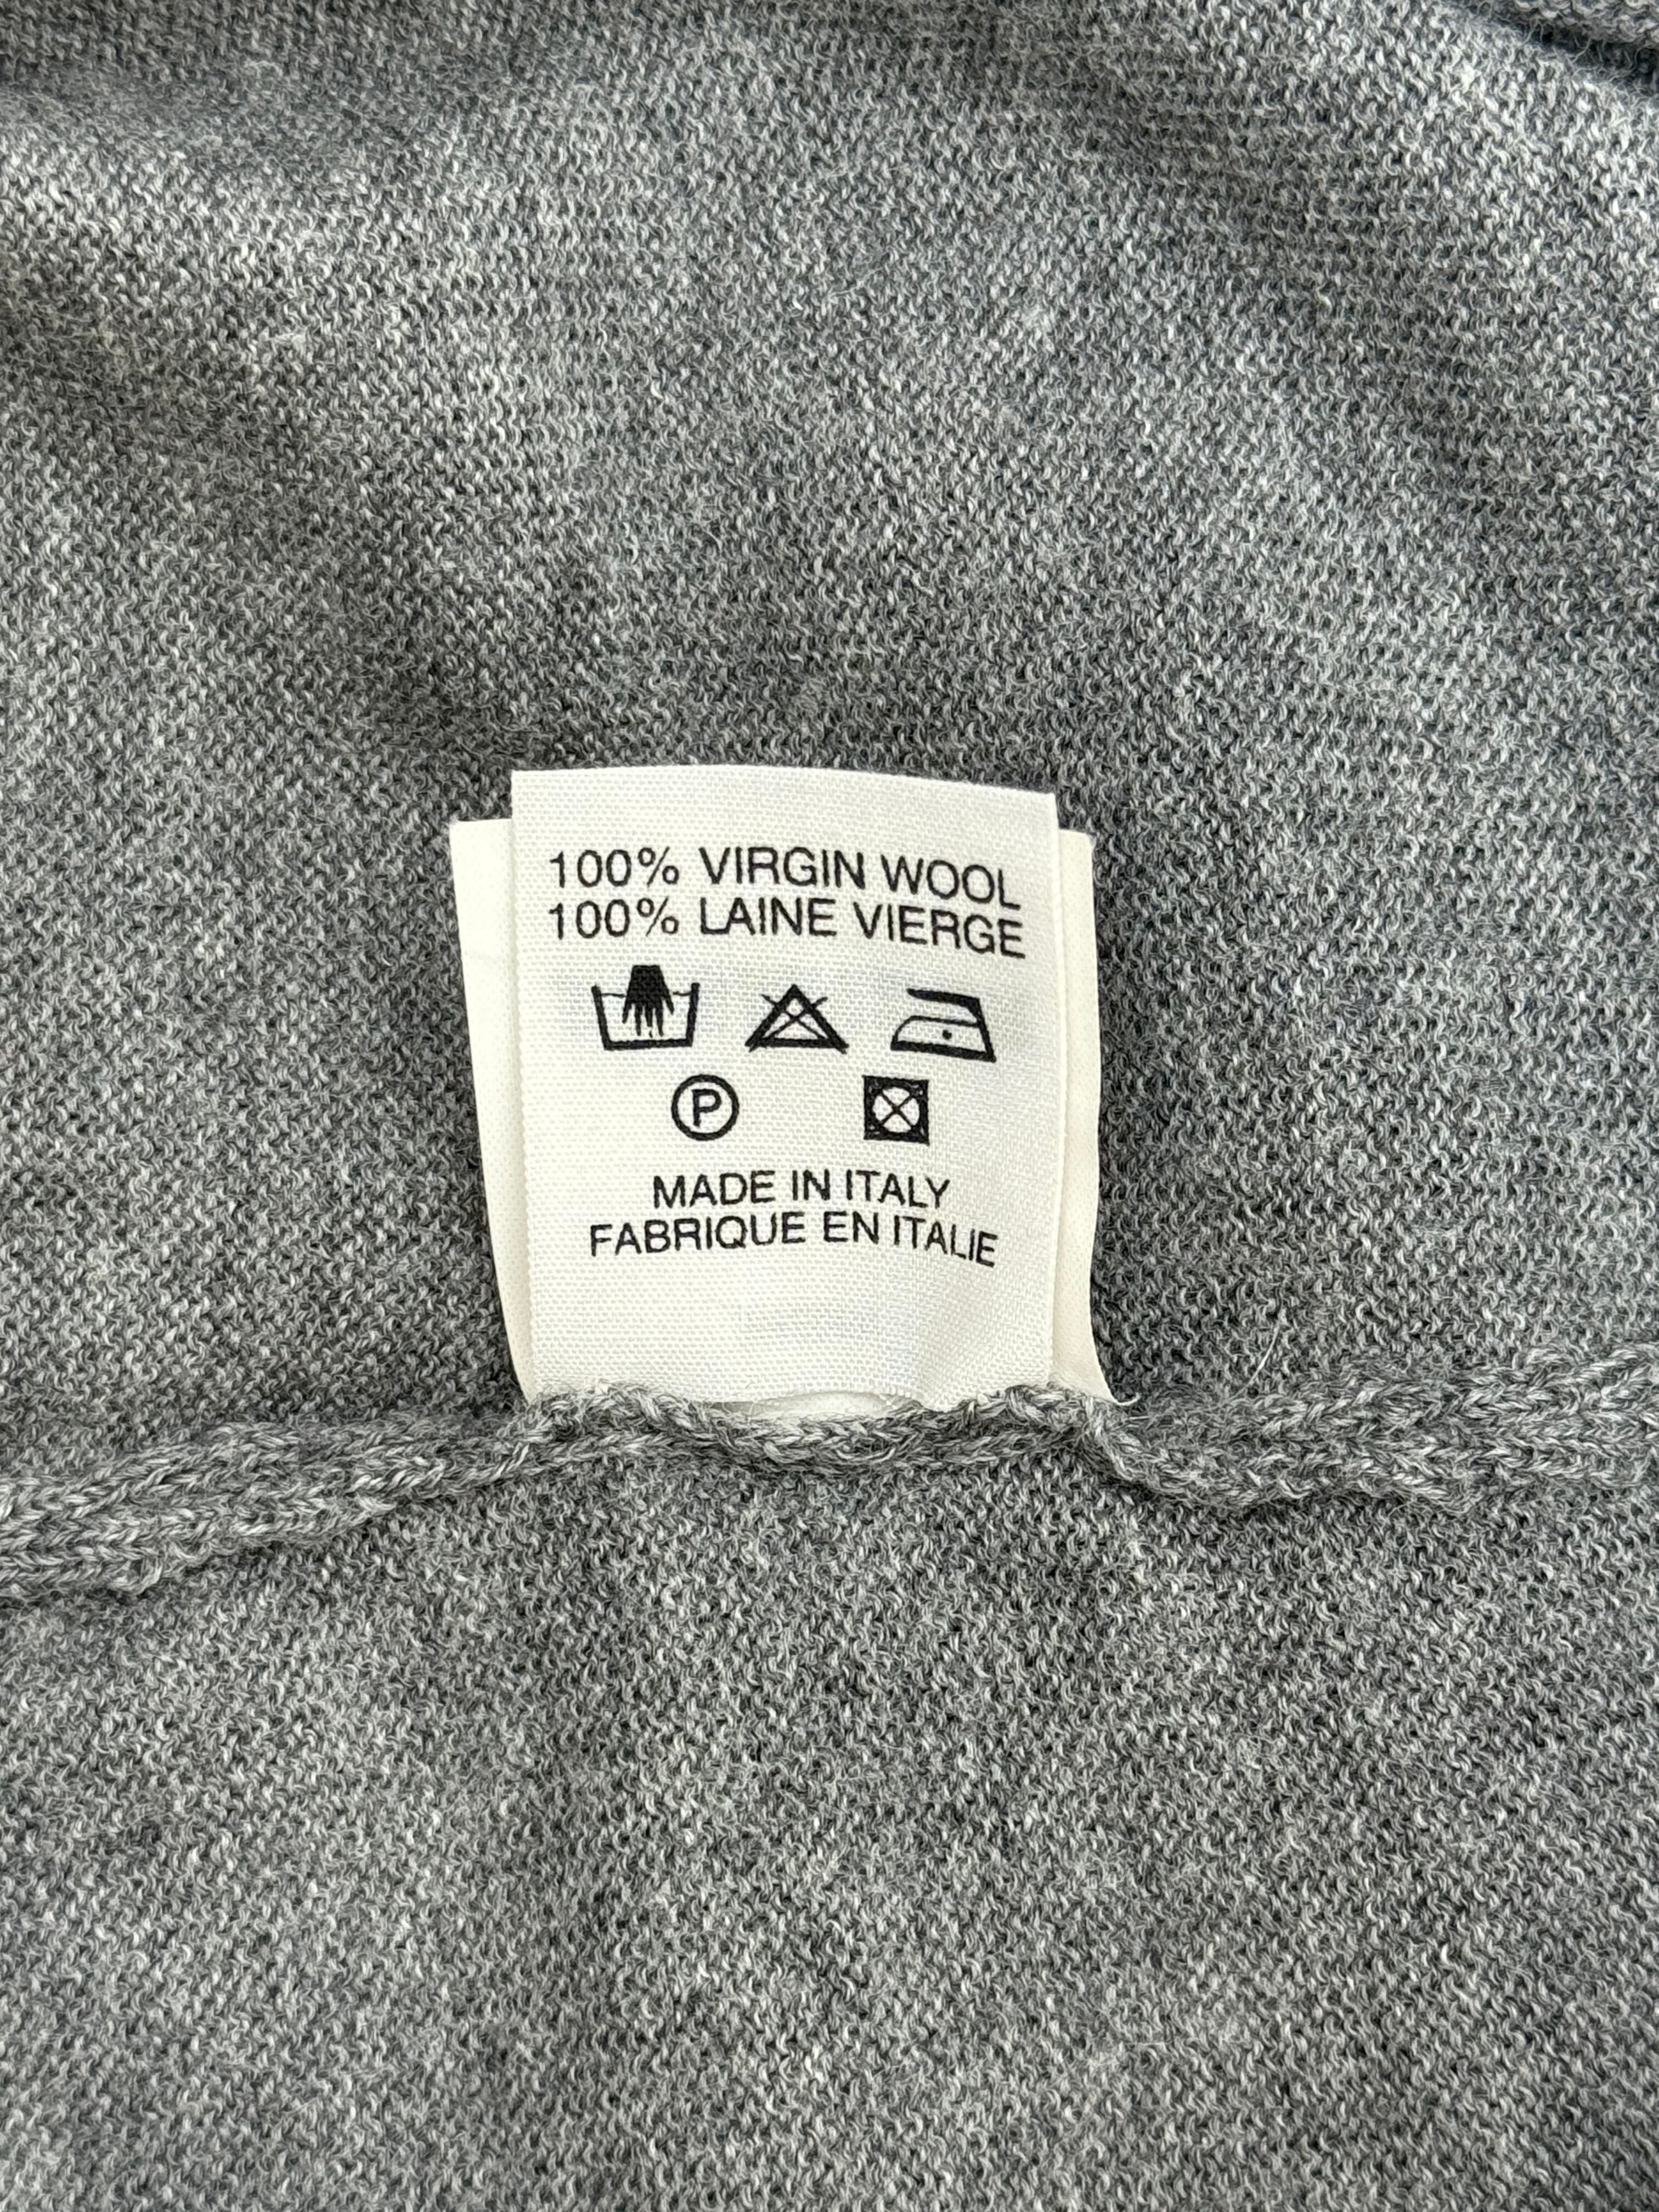 100% VIRGIN WOOL
100% LAINE VIERGE
P
MADE IN ITALY
FABRIQUE EN ITALIE